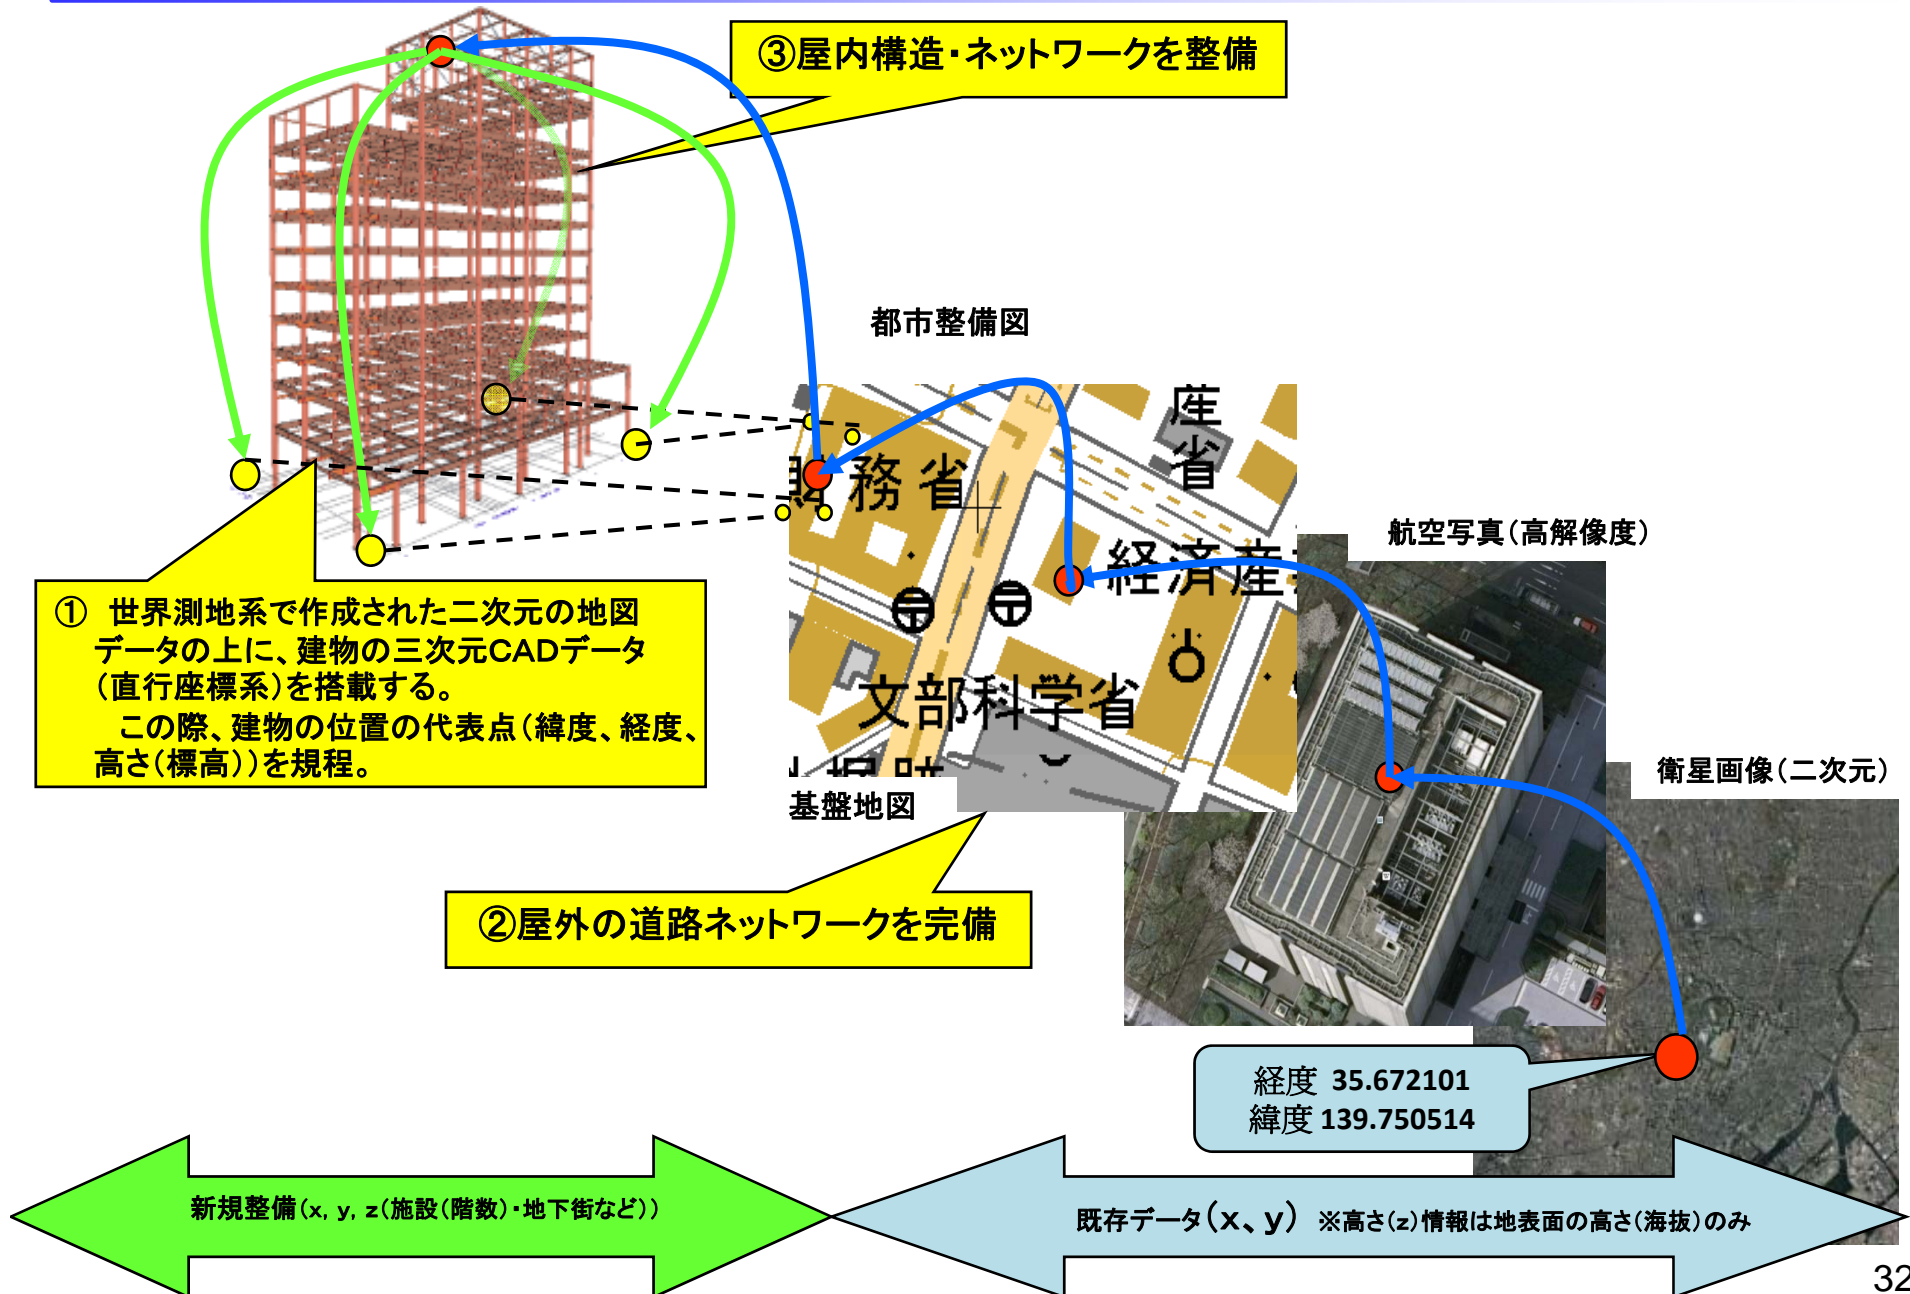 ③屋内構造・ネットワークを整備
都市整備図
産
省
財務省
経済産
航空写真(高解像度)
① 世界測地系で作成された二次元の地図
データの上に、建物の三次元CADデータ
(直行座標系)を搭載する。
この際、建物の位置の代表点(緯度、経度、
高さ(標高))を規程。
文部科学省
衛星画像(二次元)
基盤地図
②屋外の道路ネットワークを完備
経度 35.672101
緯度 139.750514
新規整備(x, y, z(施設(階数)・地下街など))
既存データ(x、y) ※高さ(z)情報は地表面の高さ(海抜)のみ
32